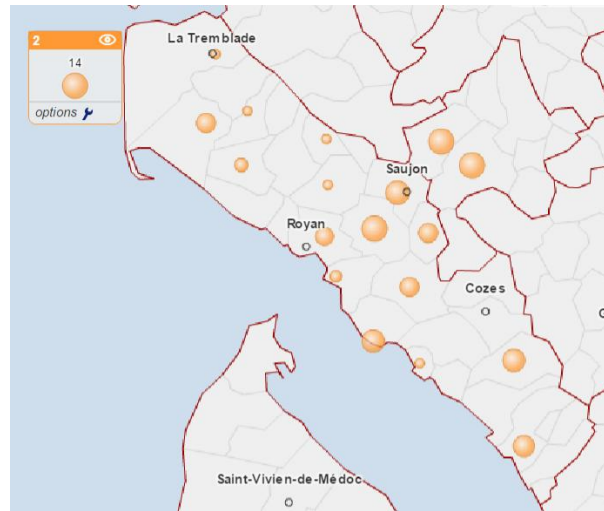 2
14
options
La Tremblade
Saujon
Royan
Cozes
Saint-Vivien-de-Médoc